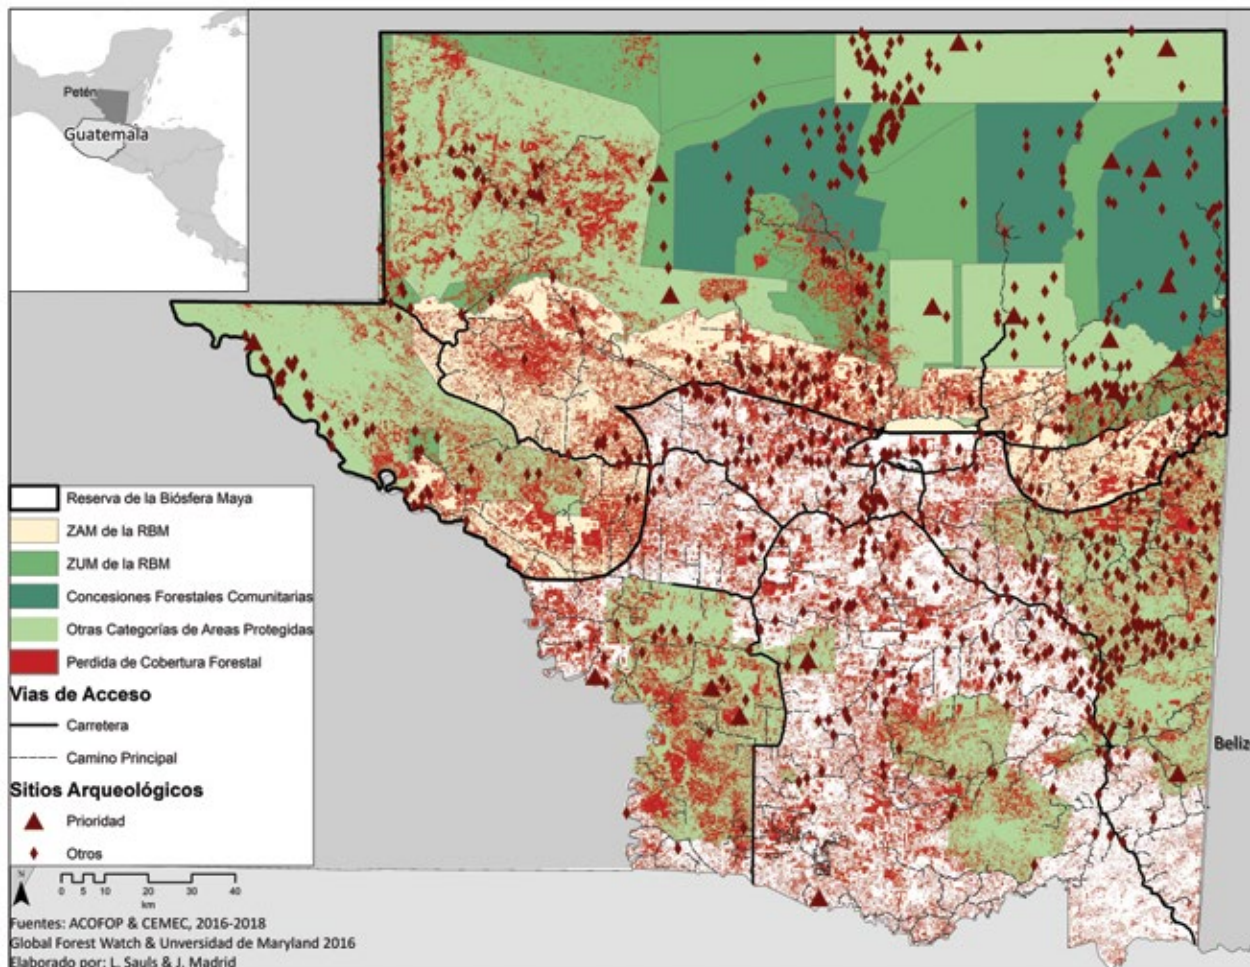 Petén
Guatemala
Reserva de la Biósfera Maya
ZAM de la RBM
ZUM de la RBM
Concesiones Forestales Comunitarias
Otras Categorías de Areas Protegidas
Perdida de Cobertura Forestal
Vias de Acceso
Carretera
Camino Principal
Sitios Arqueológicos
Prioridad
Otros
N
0 5 10 20 30 40
km
Fuentes: ACOFOP & CEMEC, 2016-2018
Global Forest Watch & Unversidad de Maryland 2016
Elaborado por: L. Sauls & J. Madrid
Beliz